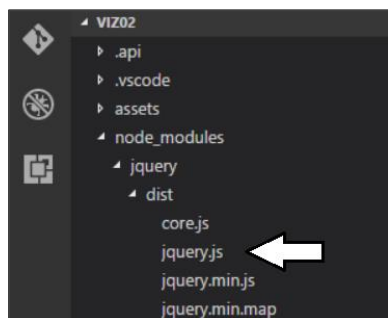 VIZ02
.api
.vscode
assets
node_modules
jquery
dist
core.js
jquery.js
jquery.min.js
jquery.min.map